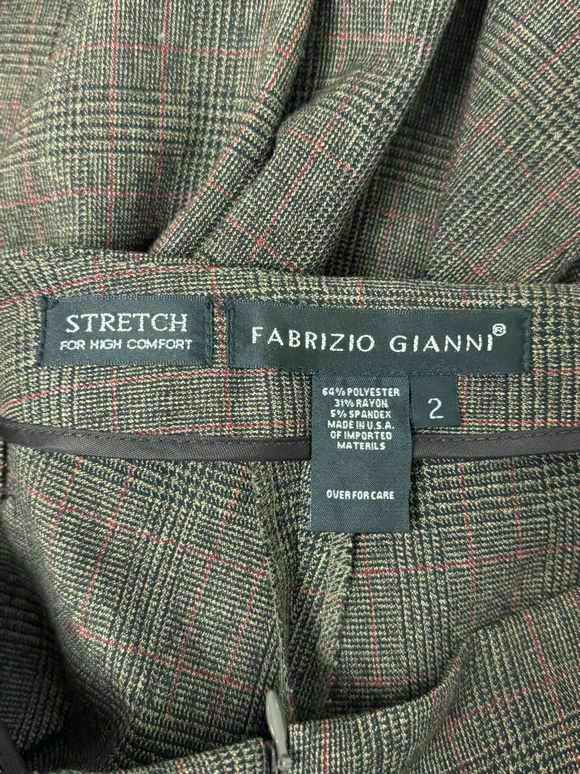 STRETCH
FOR HIGH COMFORT
FABRIZIO GIANNI®
64% POLYESTER
31% RAYON
5% SPANDEX
MADE IN U.S.A.
OF IMPORTED
MATERILS
OVER FOR CARE
2